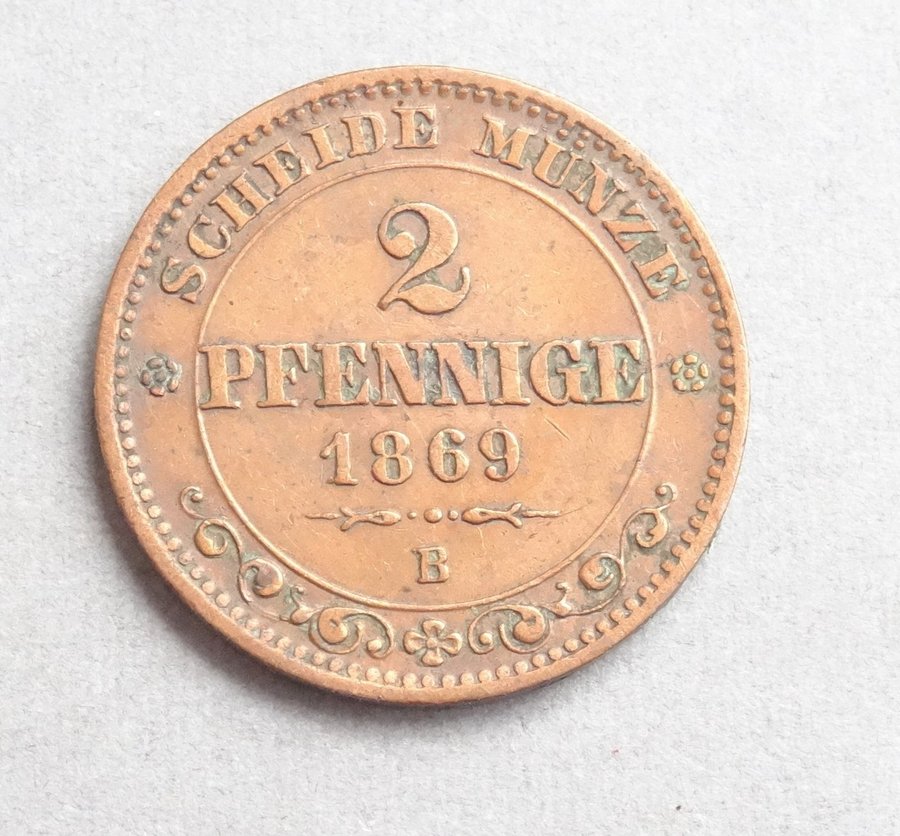 SCHEIDE MÜNZE
2
PFENNIGE
1869
B